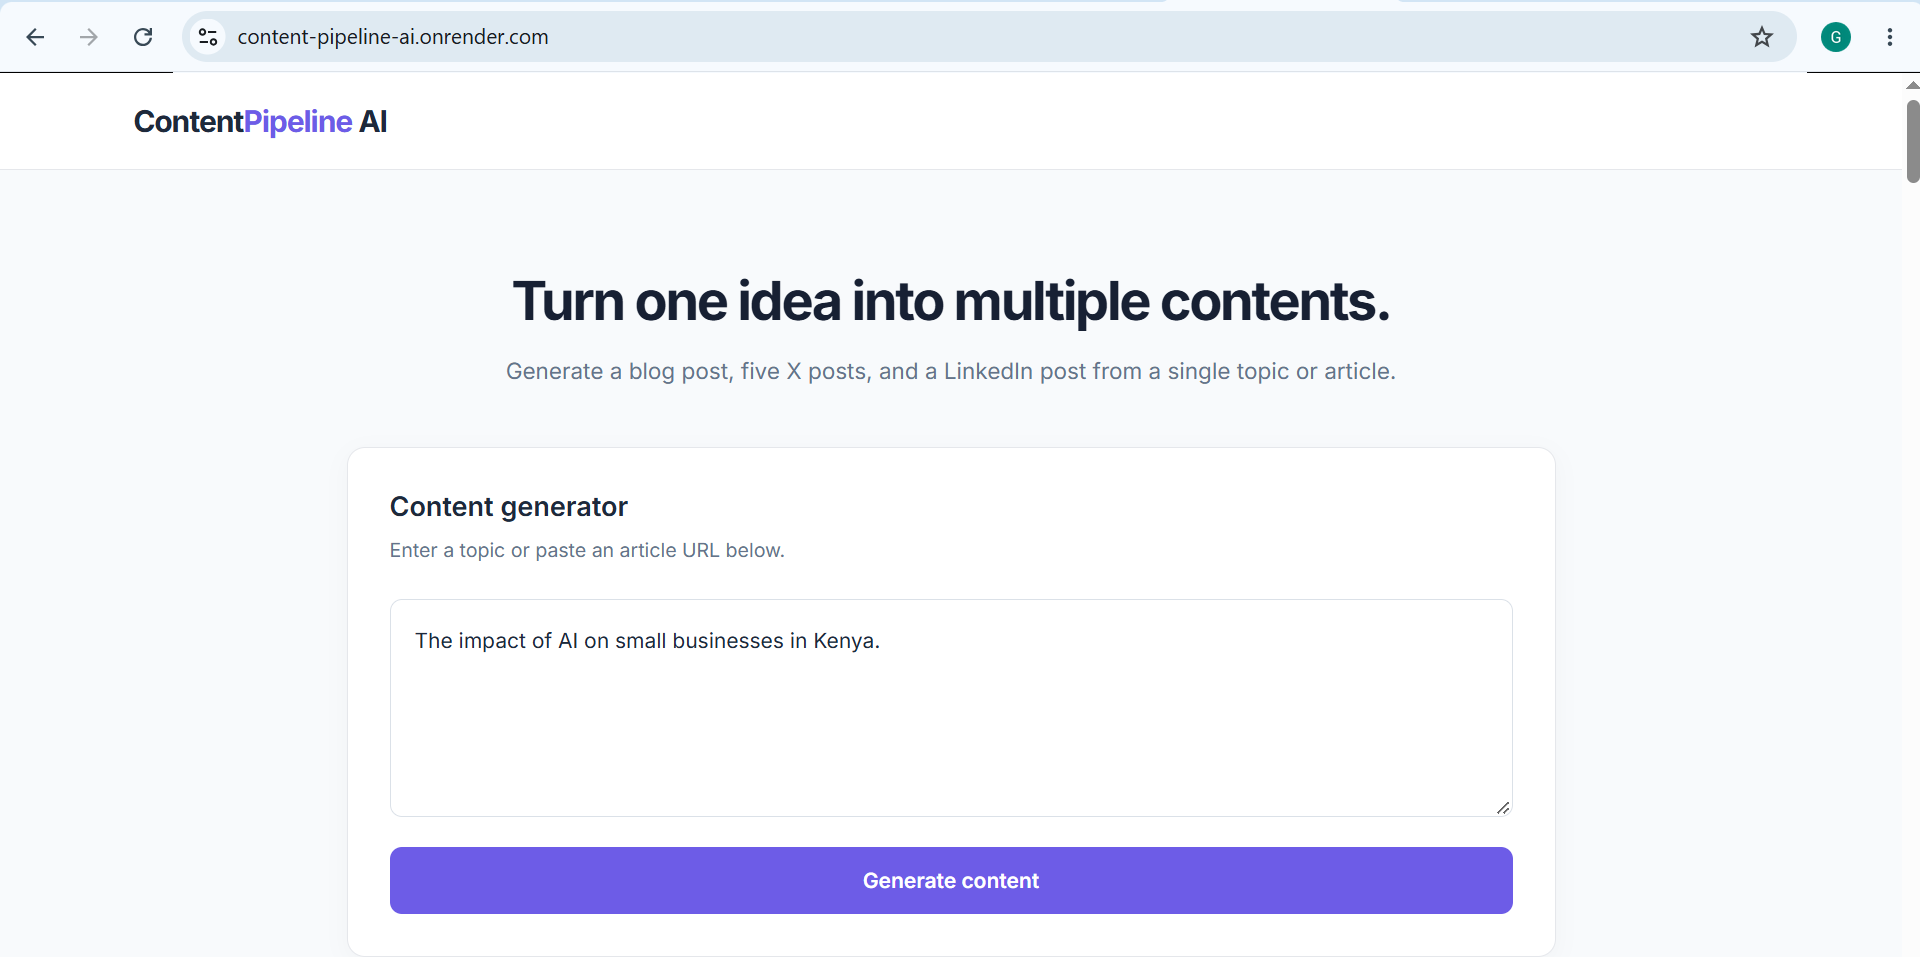 content-pipeline-ai.onrender.com
G
ContentPipeline AI
Turn one idea into multiple contents.
Generate a blog post, five X posts, and a LinkedIn post from a single topic or article.
Content generator
Enter a topic or paste an article URL below.
The impact of AI on small businesses in Kenya.
Generate content